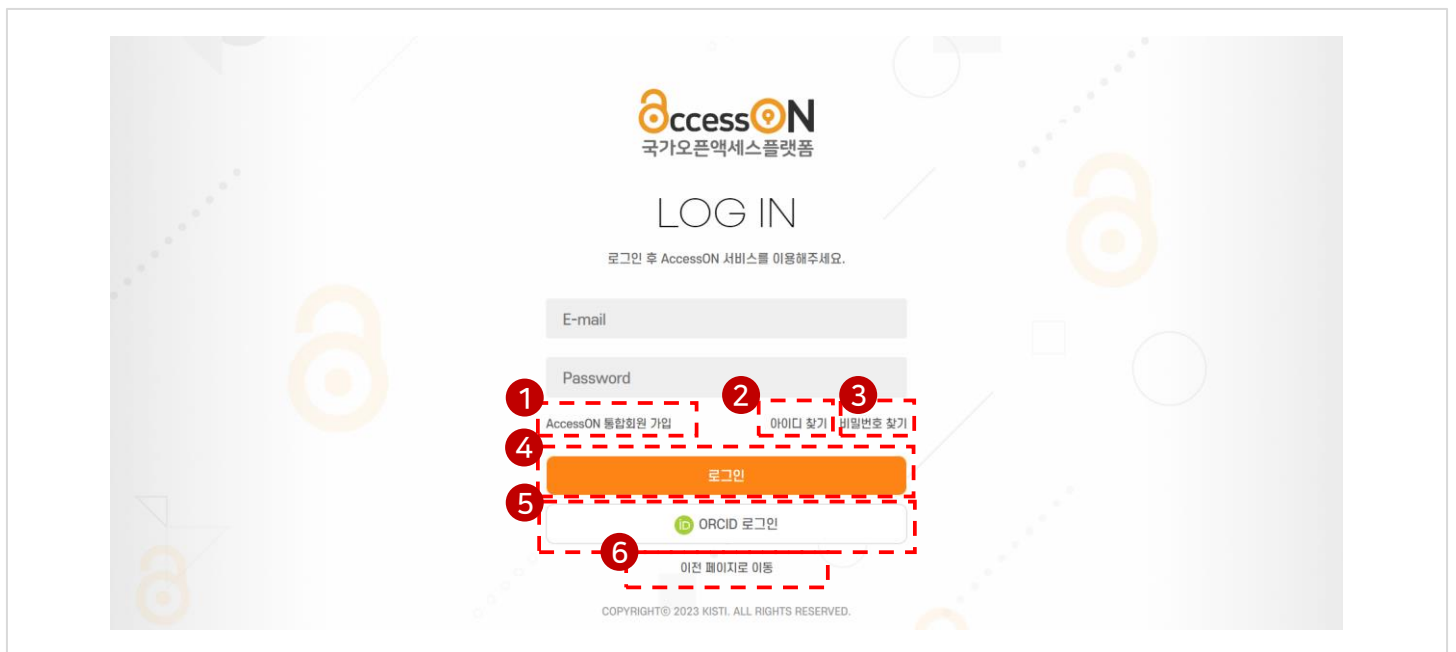 accessON
국가오픈액세스플랫폼
LOG IN
로그인 후 AccessON 서비스를 이용해주세요.
E-mail
Password
1 2 3
AccessON 통합회원 가입 아이디 찾기 비밀번호 찾기
4
로그인
5
iD ORCID 로그인
6
이전 페이지로 이동
COPYRIGHT© 2023 KISTI. ALL RIGHTS RESERVED.